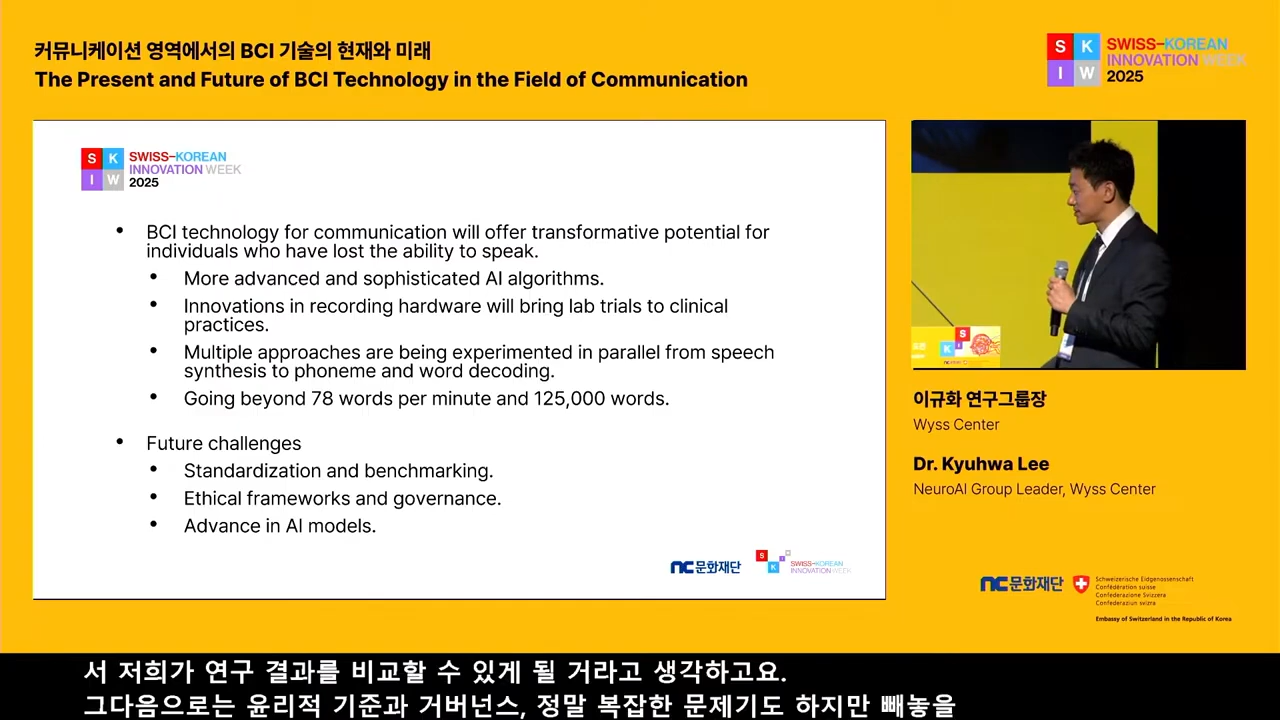 커뮤니케이션 영역에서의 BCI 기술의 현재와 미래
The Present and Future of BCI Technology in the Field of Communication
S K I W
SWISS-KOREAN
INNOVATION WEEK
2025
S K I W
SWISS-KOREAN
INNOVATION WEEK
2025
• BCI technology for communication will offer transformative potential for
individuals who have lost the ability to speak.
• More advanced and sophisticated AI algorithms.
• Innovations in recording hardware will bring lab trials to clinical
practices.
• Multiple approaches are being experimented in parallel from speech
synthesis to phoneme and word decoding.
• Going beyond 78 words per minute and 125,000 words.
• Future challenges
• Standardization and benchmarking.
• Ethical frameworks and governance.
• Advance in AI models.
nc문화재단
S K I
SWISS-KOREAN
INNOVATION WEEK
이규화 연구그룹장
Wyss Center
Dr. Kyuhwa Lee
NeuroAI Group Leader, Wyss Center
nc문화재단
Schweizerische Eidgenossenschaft
Confédération suisse
Confederazione Svizzera
Confederaziun svizra
Embassy of Switzerland in the Republic of Korea
서 저희가 연구 결과를 비교할 수 있게 될 거라고 생각하고요.
그다음으로는 윤리적 기준과 거버넌스, 정말 복잡한 문제기도 하지만 빼놓을